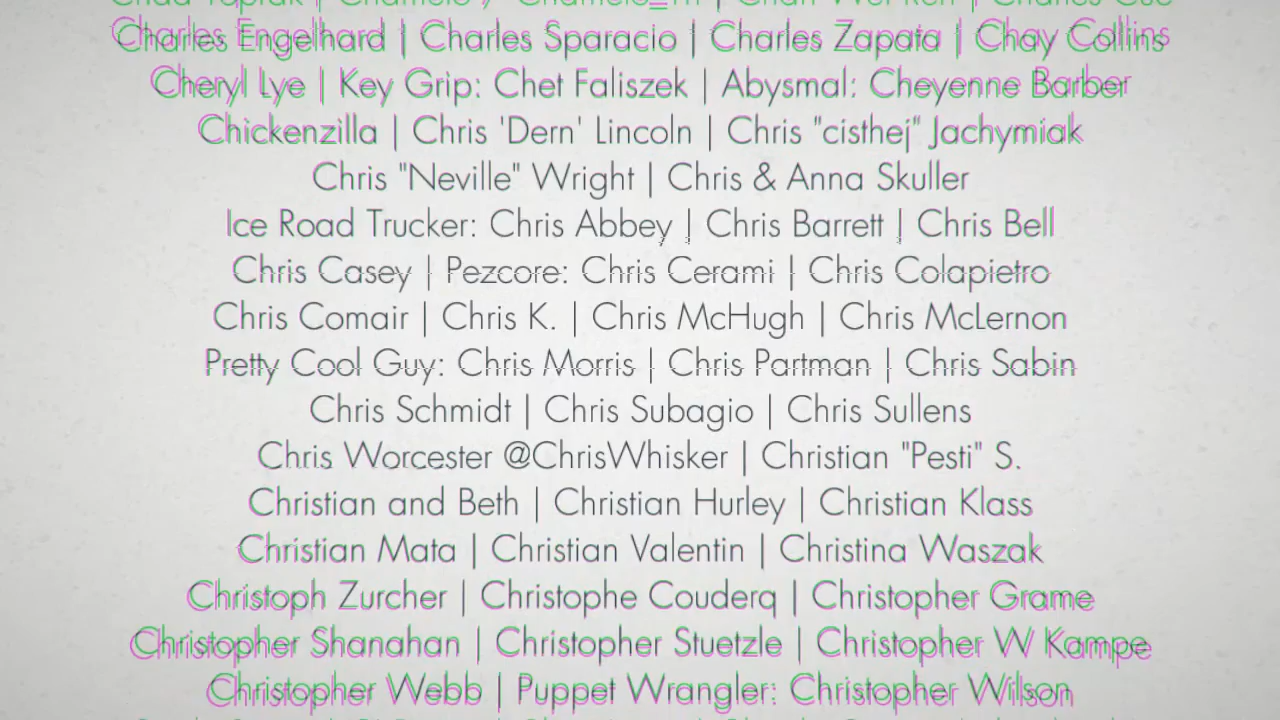 Charles Engelhard | Charles Sparacio | Charles Zapata | Chay Collins
Cheryl Lye | Key Grip: Chet Faliszek | Abysmal: Cheyenne Barber
Chickenzilla | Chris 'Dern' Lincoln | Chris "cisthej" Jachymiak
Chris "Neville" Wright | Chris & Anna Skuller
Ice Road Trucker: Chris Abbey | Chris Barrett | Chris Bell
Chris Casey | Pezcore: Chris Cerami | Chris Colapietro
Chris Comair | Chris K. | Chris McHugh | Chris McLernon
Pretty Cool Guy: Chris Morris | Chris Partman | Chris Sabin
Chris Schmidt | Chris Subagio | Chris Sullens
Chris Worcester @ChrisWhisker | Christian "Pesti" S.
Christian and Beth | Christian Hurley | Christian Klass
Christian Mata | Christian Valentin | Christina Waszak
Christoph Zurcher | Christophe Couderq | Christopher Grame
Christopher Shanahan | Christopher Stuetzle | Christopher W Kampe
Christopher Webb | Puppet Wrangler: Christopher Wilson